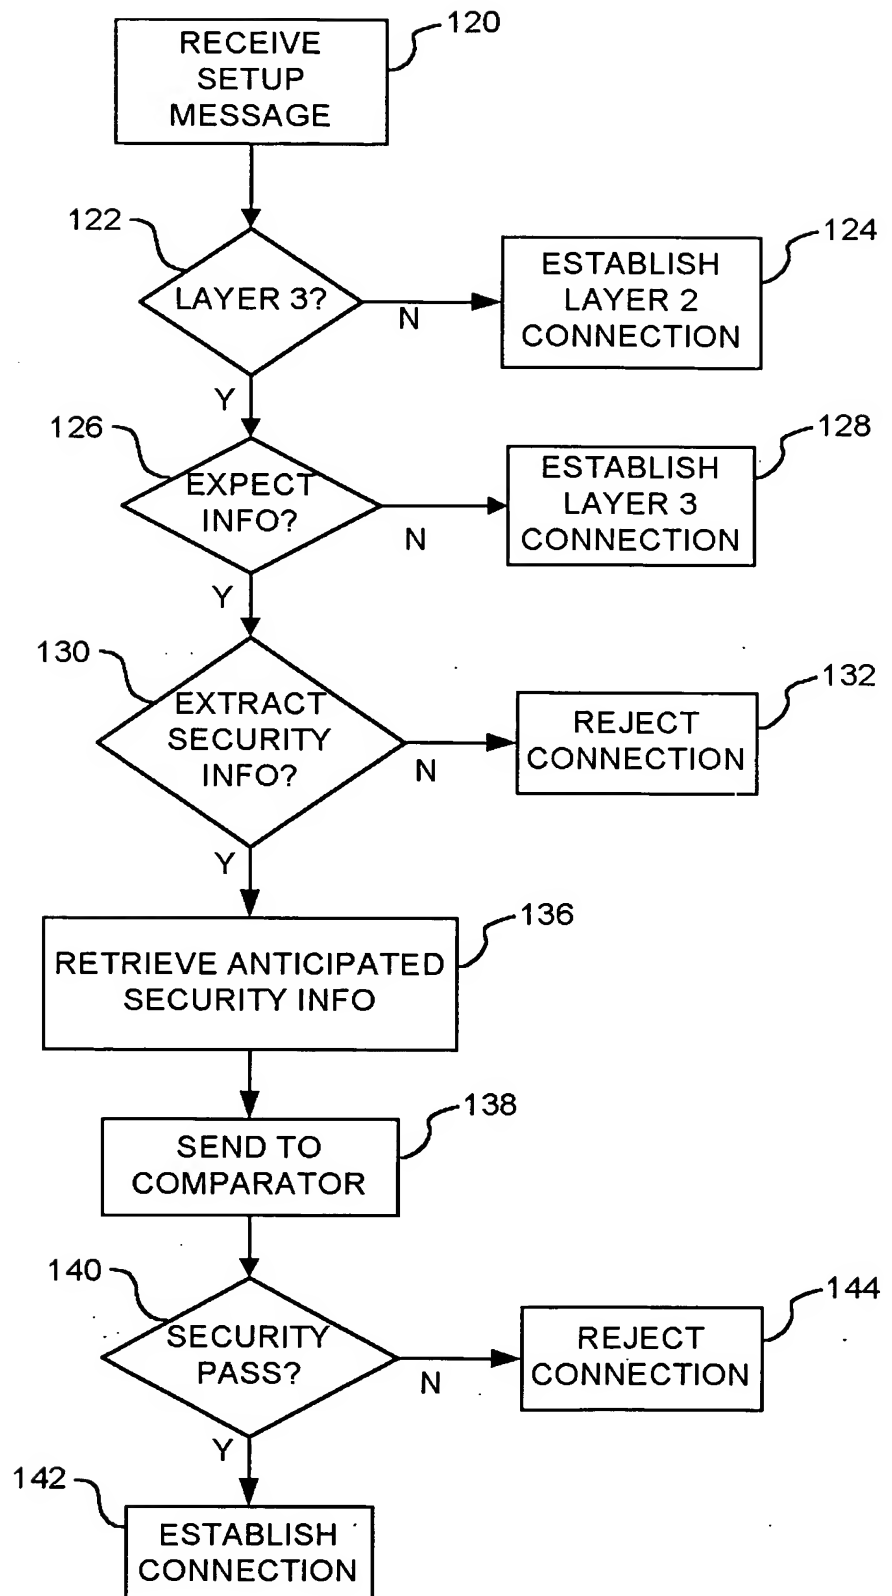 RECEIVE
SETUP
MESSAGE
120
122
LAYER 3?
N
Y
ESTABLISH
LAYER 2
CONNECTION
124
126
EXPECT
INFO?
N
Y
ESTABLISH
LAYER 3
CONNECTION
128
130
EXTRACT
SECURITY
INFO?
N
Y
REJECT
CONNECTION
132
RETRIEVE ANTICIPATED
SECURITY INFO
136
SEND TO
COMPARATOR
138
140
SECURITY
PASS?
N
Y
REJECT
CONNECTION
144
142
ESTABLISH
CONNECTION